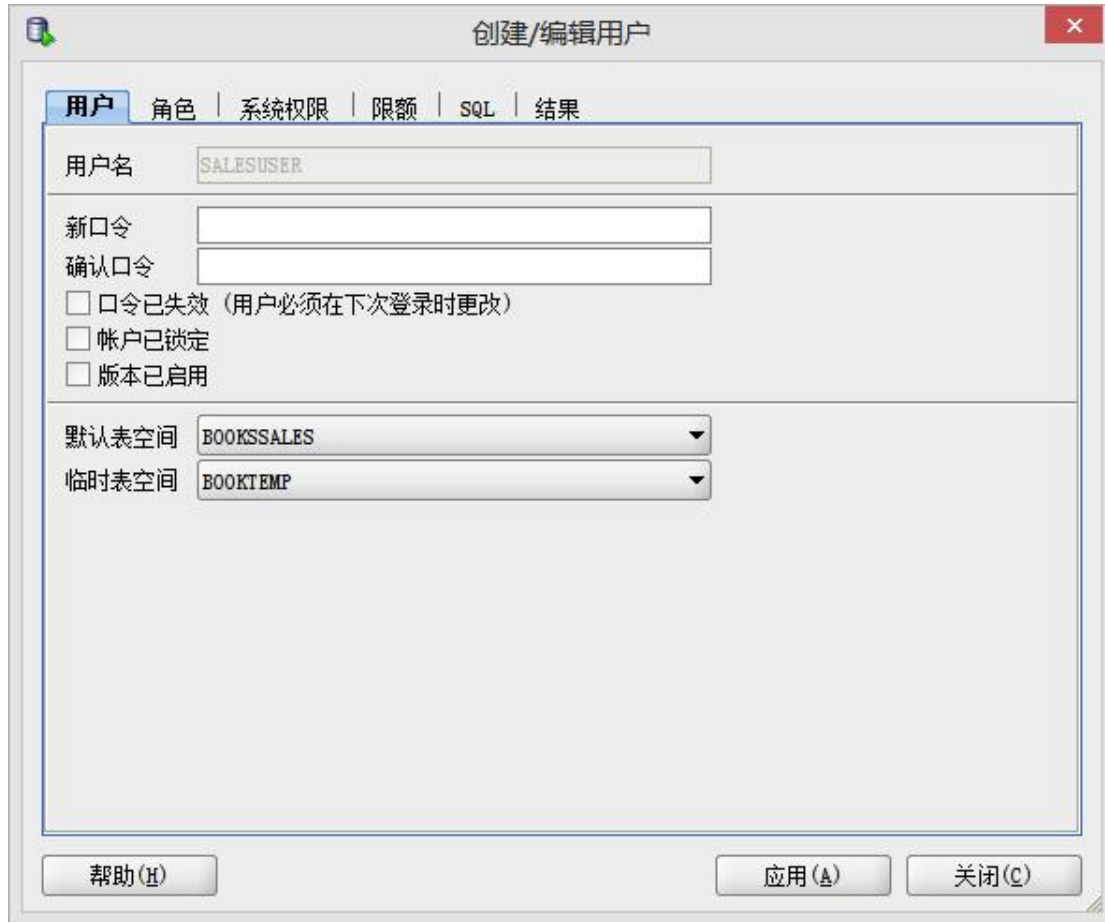 创建/编辑用户
用户 角色 系统权限 限额 SQL 结果
用户名 SALESUSER
新口令
确认口令
口令已失效 (用户必须在下次登录时更改)
帐户已锁定
版本已启用
默认表空间 BOOKSSALES
临时表空间 BOOKTEMP
帮助(H) 应用(A) 关闭(C)